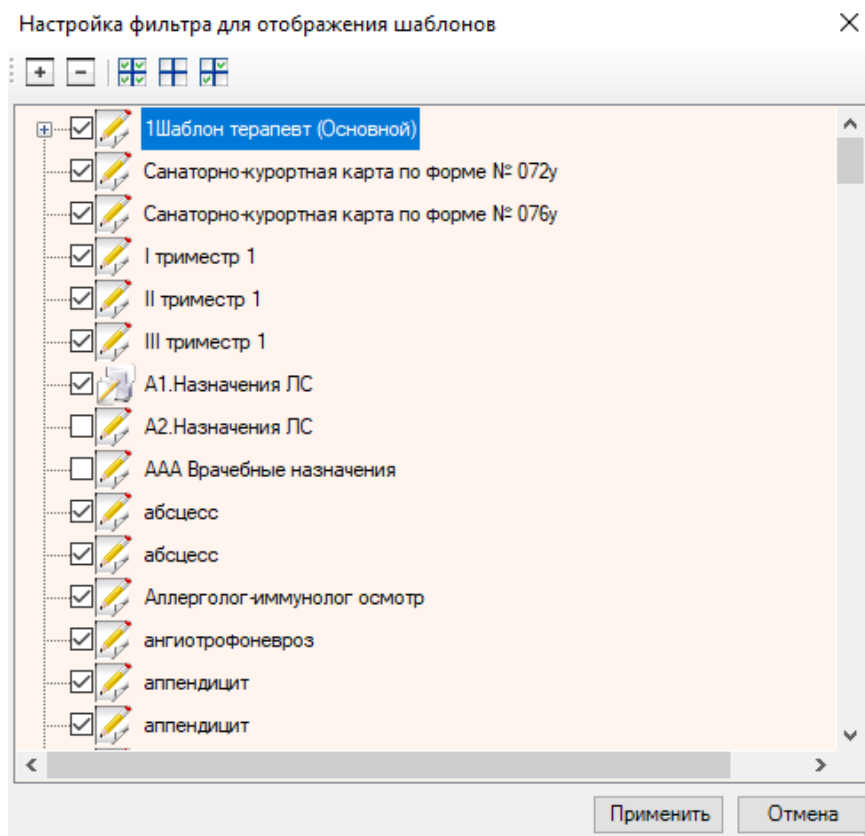 Настройка фильтра для отображения шаблонов
1Шаблон терапевт (Основной)
Санаторно-курортная карта по форме № 072у
Санаторно-курортная карта по форме № 076у
I триместр 1
II триместр 1
III триместр 1
А1.Назначения ЛС
А2.Назначения ЛС
ААА Врачебные назначения
абсцесс
абсцесс
Аллерголог-иммунолог осмотр
ангиотрофоневроз
аппендицит
аппендицит
Применить
Отмена